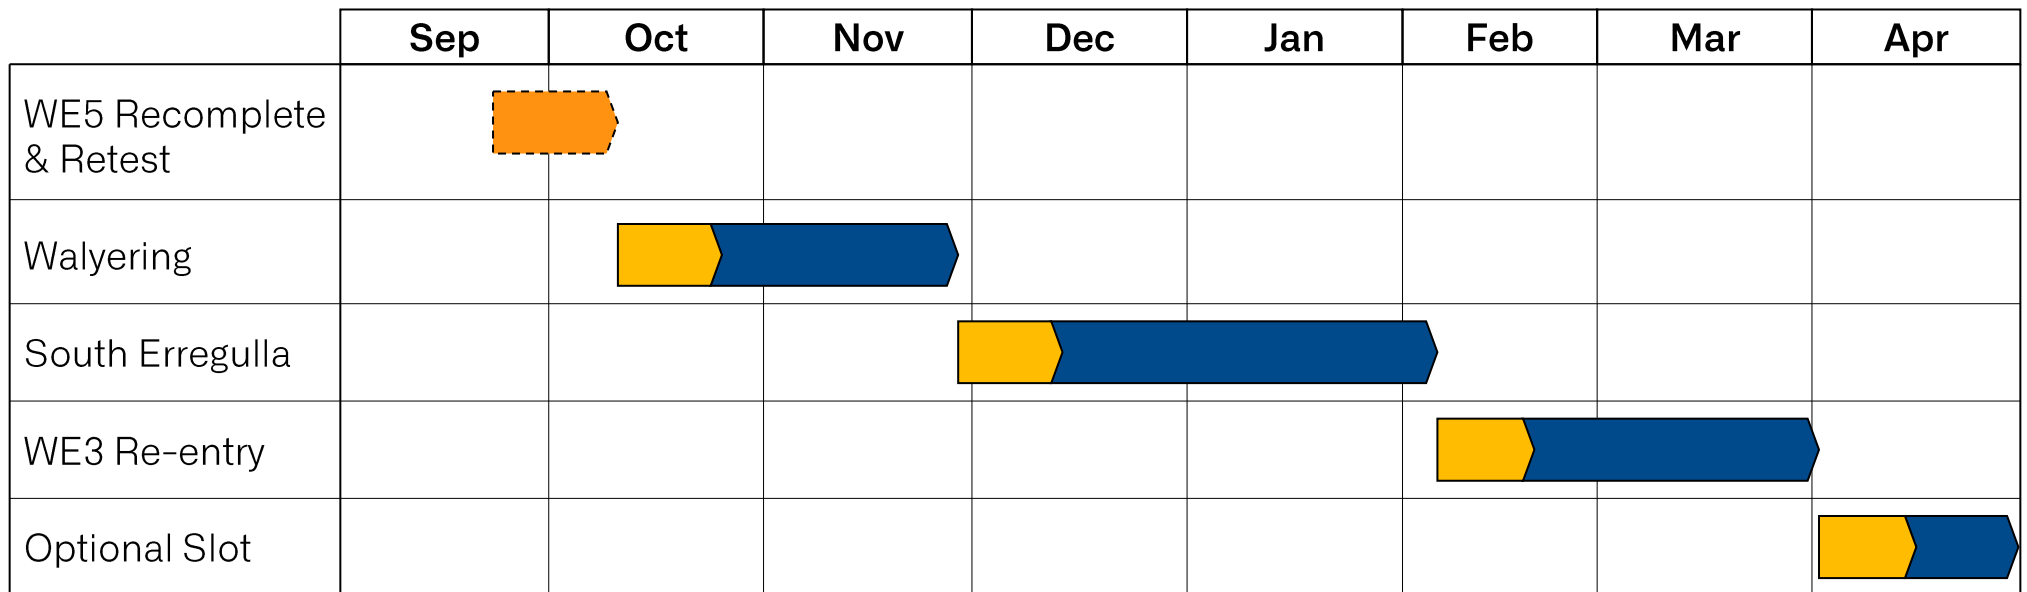 Sep Oct Nov Dec Jan Feb Mar Apr
WE5 Recomplete
& Retest
Walyering
South Erregulla
WE3 Re-entry
Optional Slot